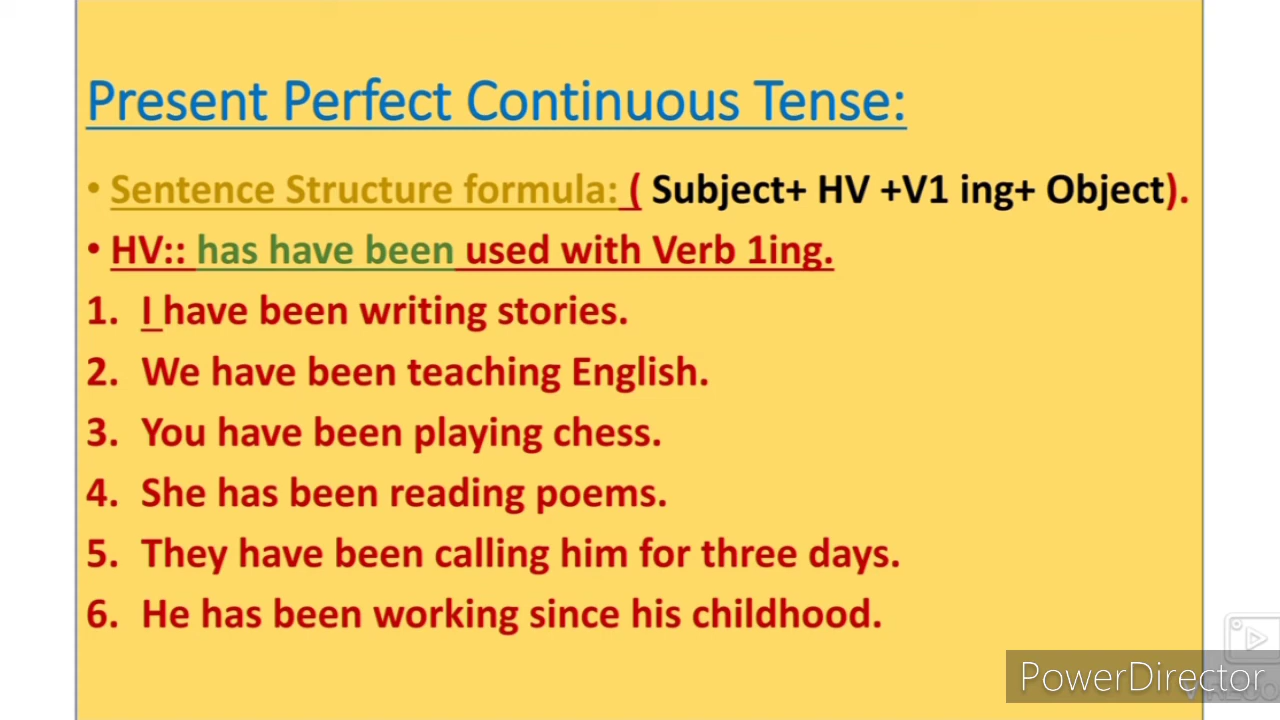 Present Perfect Continuous Tense:
• Sentence Structure formula: ( Subject+ HV +V1 ing+ Object).
• HV:: has have been used with Verb 1ing.
1. I have been writing stories.
2. We have been teaching English.
3. You have been playing chess.
4. She has been reading poems.
5. They have been calling him for three days.
6. He has been working since his childhood.
PowerDirector